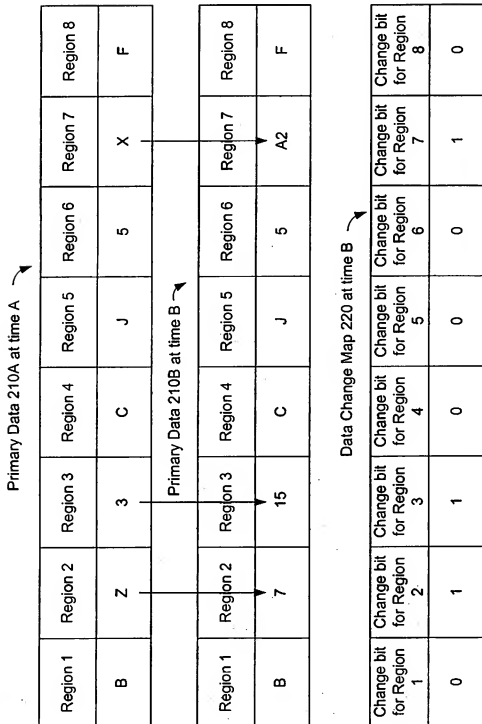 Primary Data 210A at time A
Region 1 Region 2 Region 3 Region 4 Region 5 Region 6 Region 7 Region 8
B Z 3 C J 5 X F
Primary Data 210B at time B
Region 1 Region 2 Region 3 Region 4 Region 5 Region 6 Region 7 Region 8
B 7 15 C J 5 A2 F
Data Change Map 220 at time B
Change bit for Region 1 Change bit for Region 2 Change bit for Region 3 Change bit for Region 4 Change bit for Region 5 Change bit for Region 6 Change bit for Region 7 Change bit for Region 8
0 1 1 0 0 0 1 0